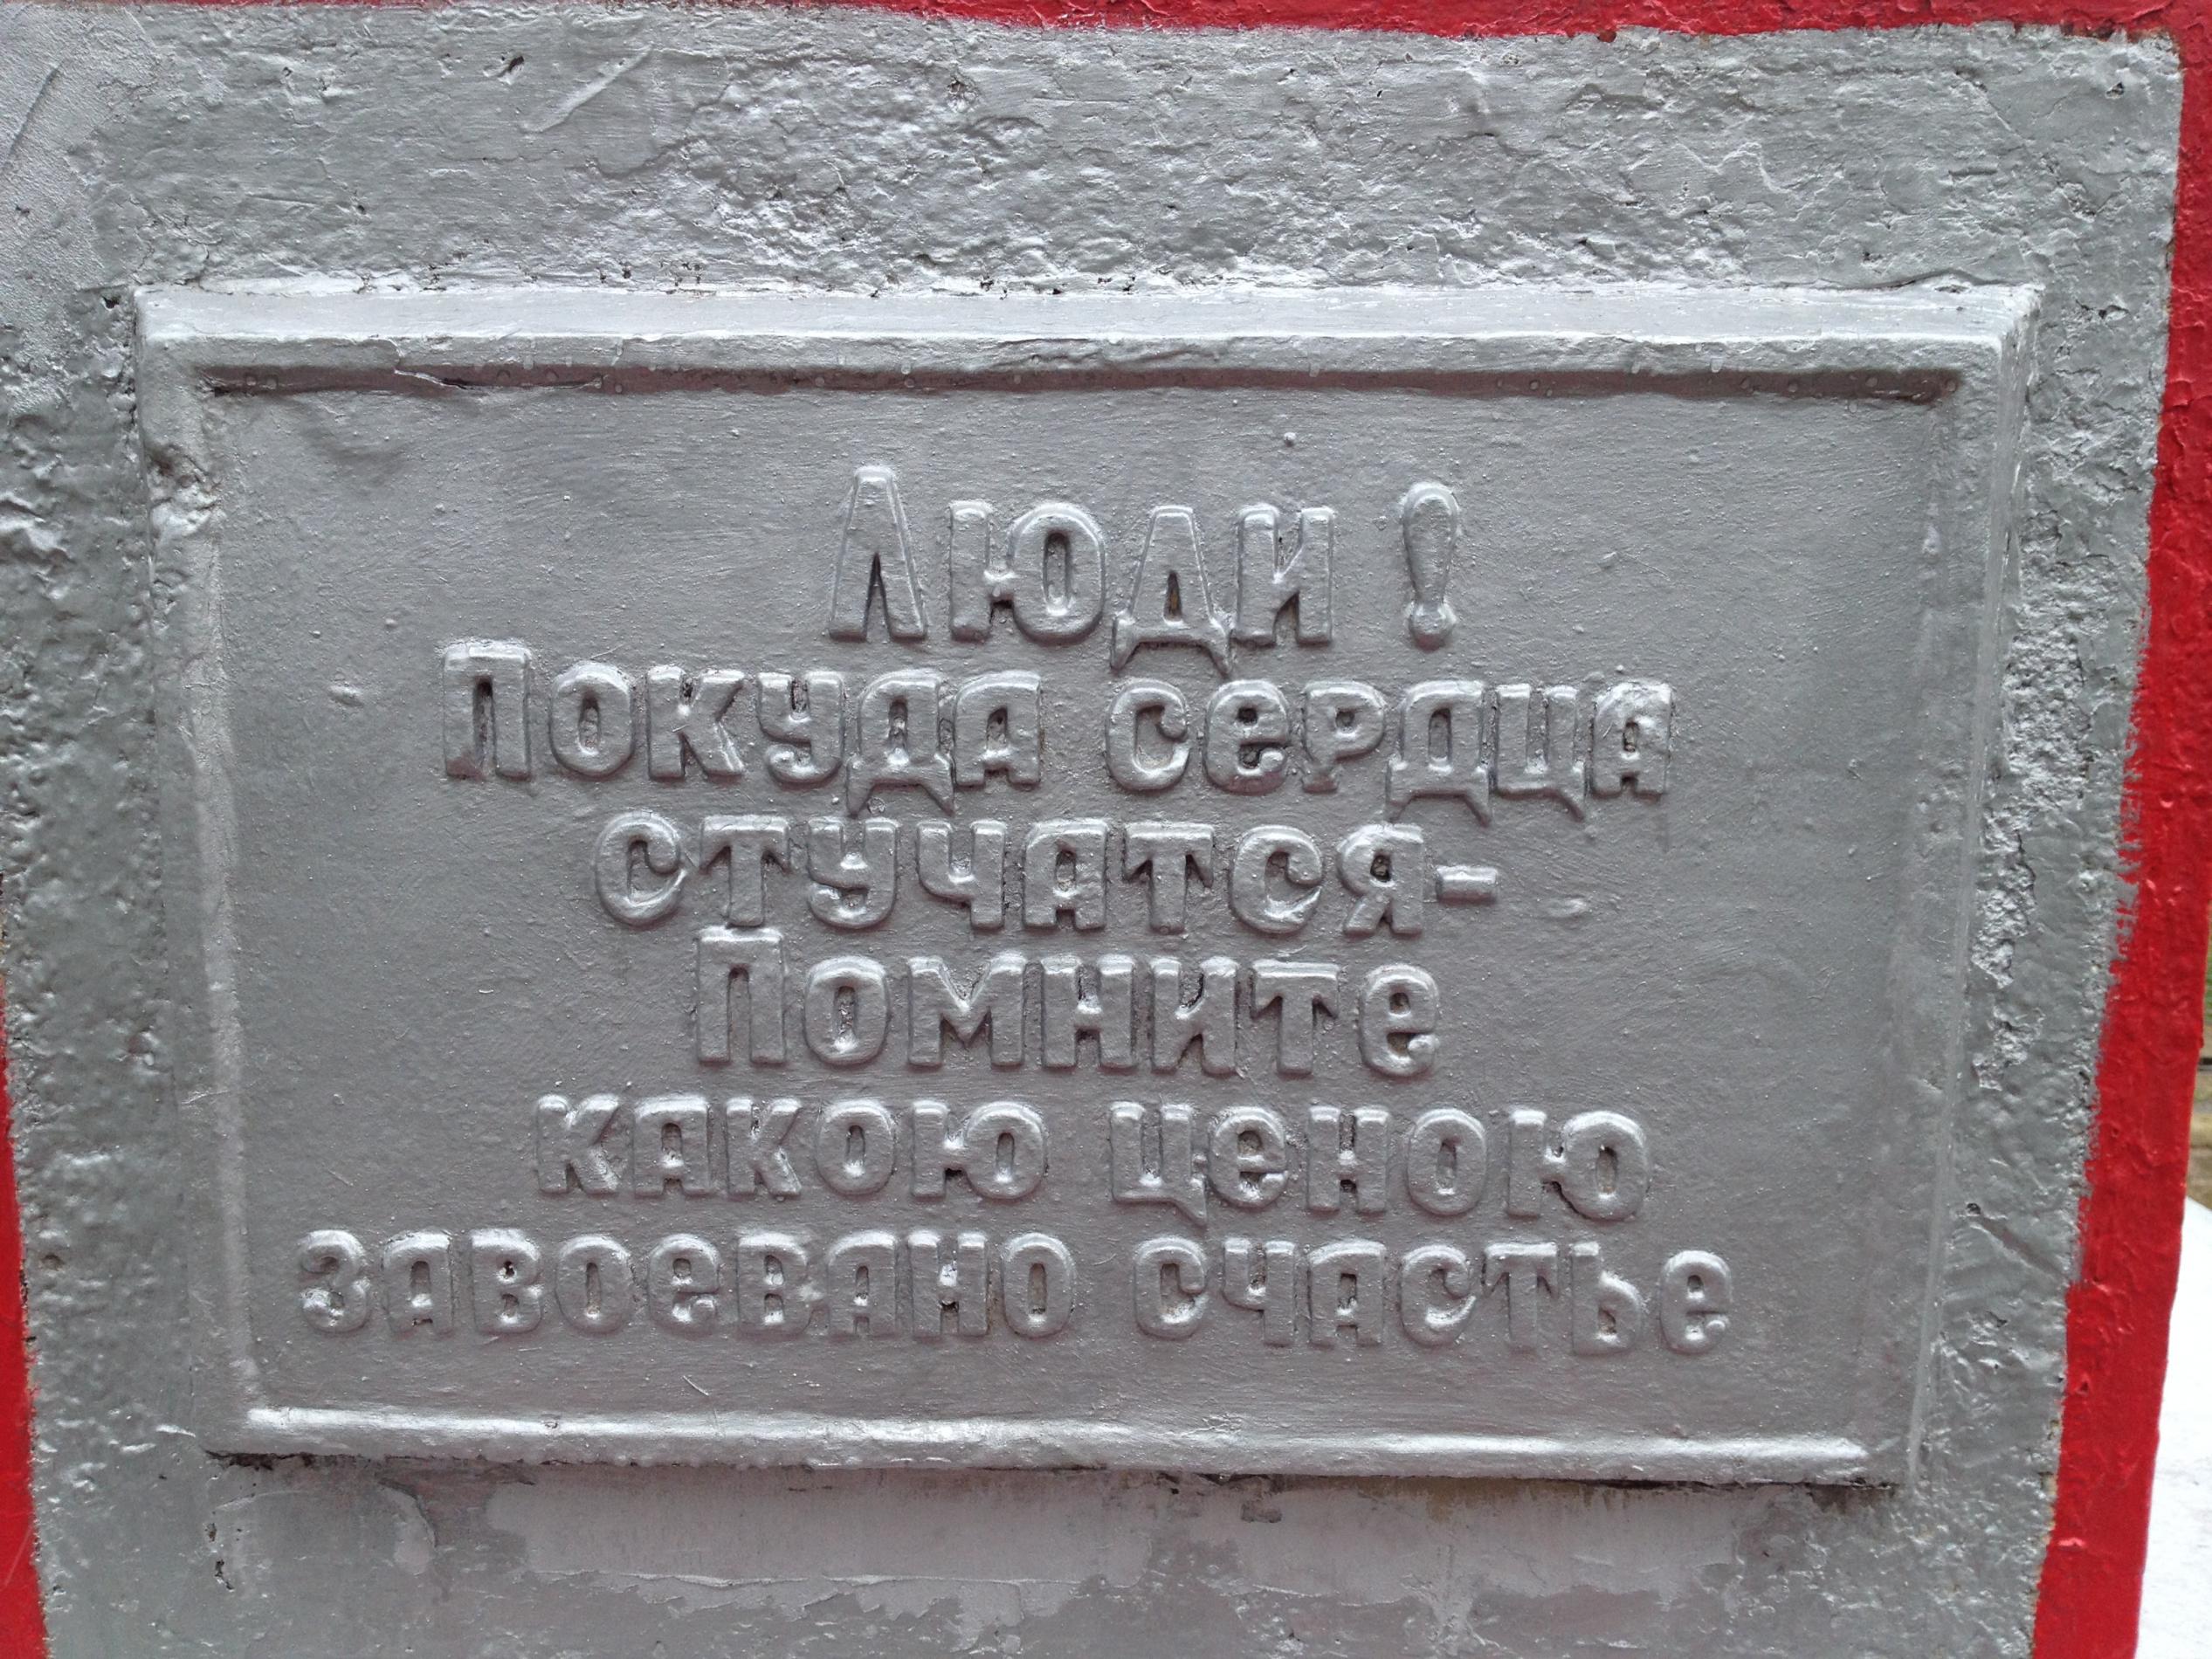 Люди !
Покуда сердца
стучатся-
Помните
какою ценою
завоевано счастье